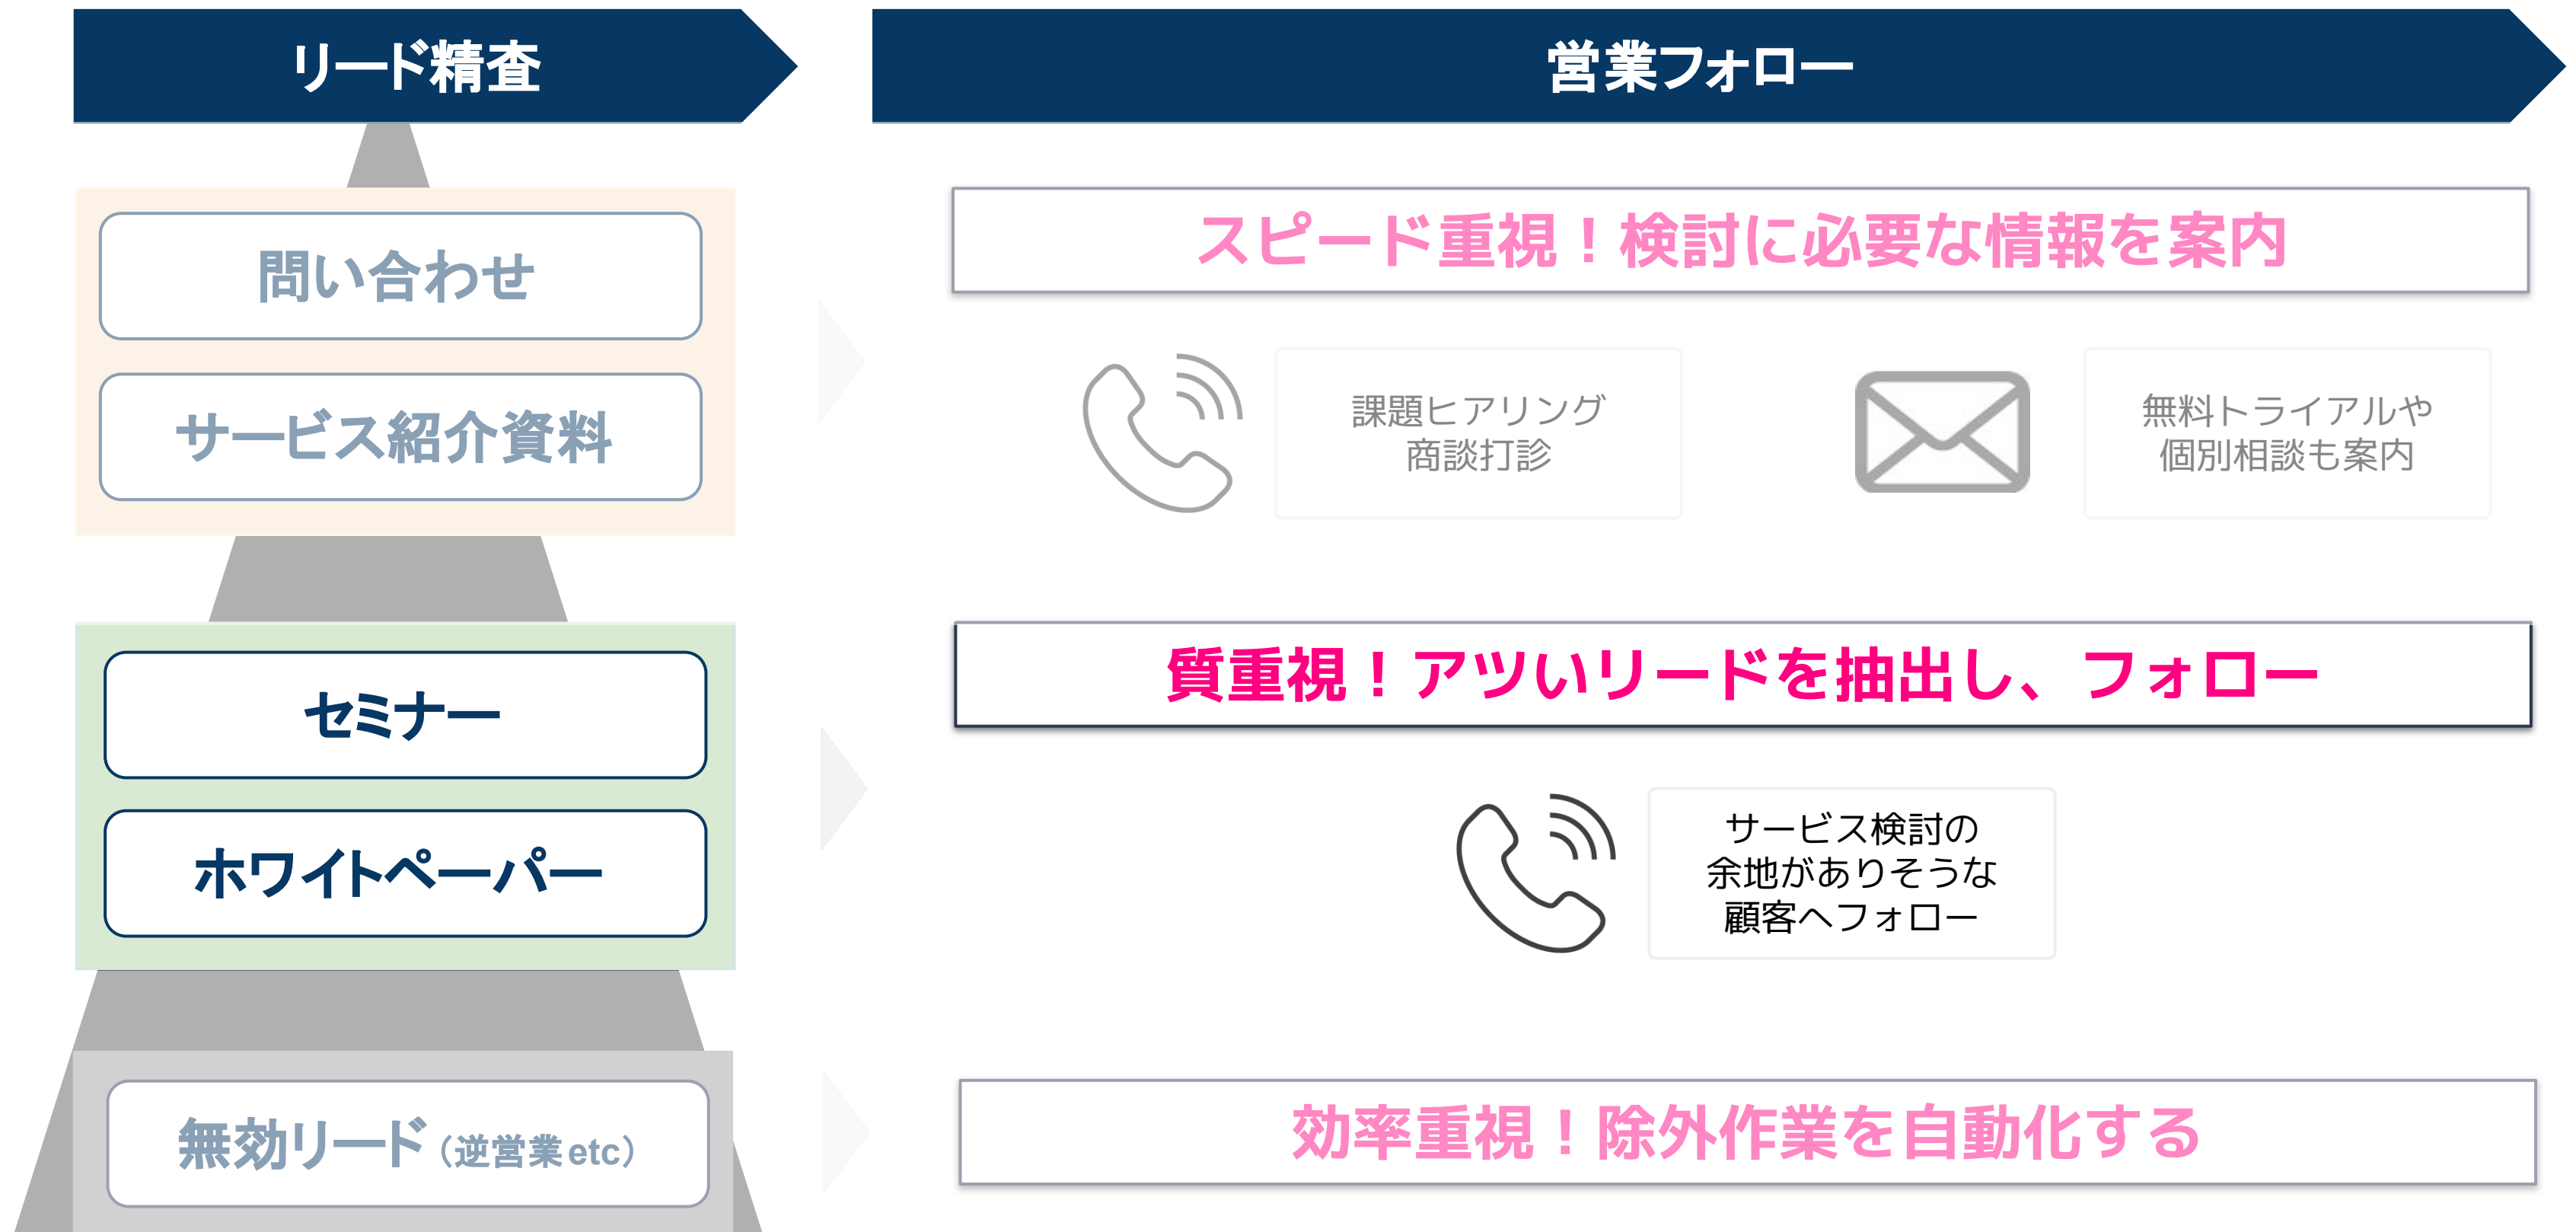 リード精査
営業フォロー
問い合わせ
サービス紹介資料
スピード重視！検討に必要な情報を案内
課題ヒアリング
商談打診
無料トライアルや
個別相談も案内
セミナー
ホワイトペーパー
質重視！アツいリードを抽出し、フォロー
サービス検討の
余地がありそうな
顧客へフォロー
無効リード（逆営業etc）
効率重視！除外作業を自動化する